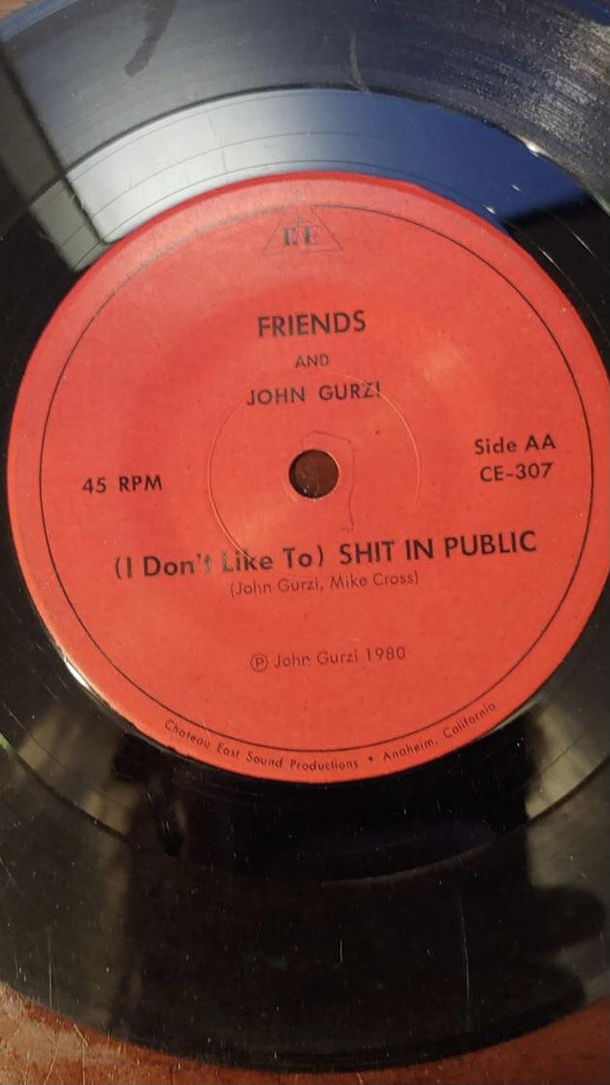 FRIENDS
AND
JOHN GURZI
45 RPM
Side AA
CE-307
(I Don't Like To) SHIT IN PUBLIC
(John Gurzi, Mike Cross)
℗ John Gurzi 1980
Chateau East Sound Productions • Anaheim, California